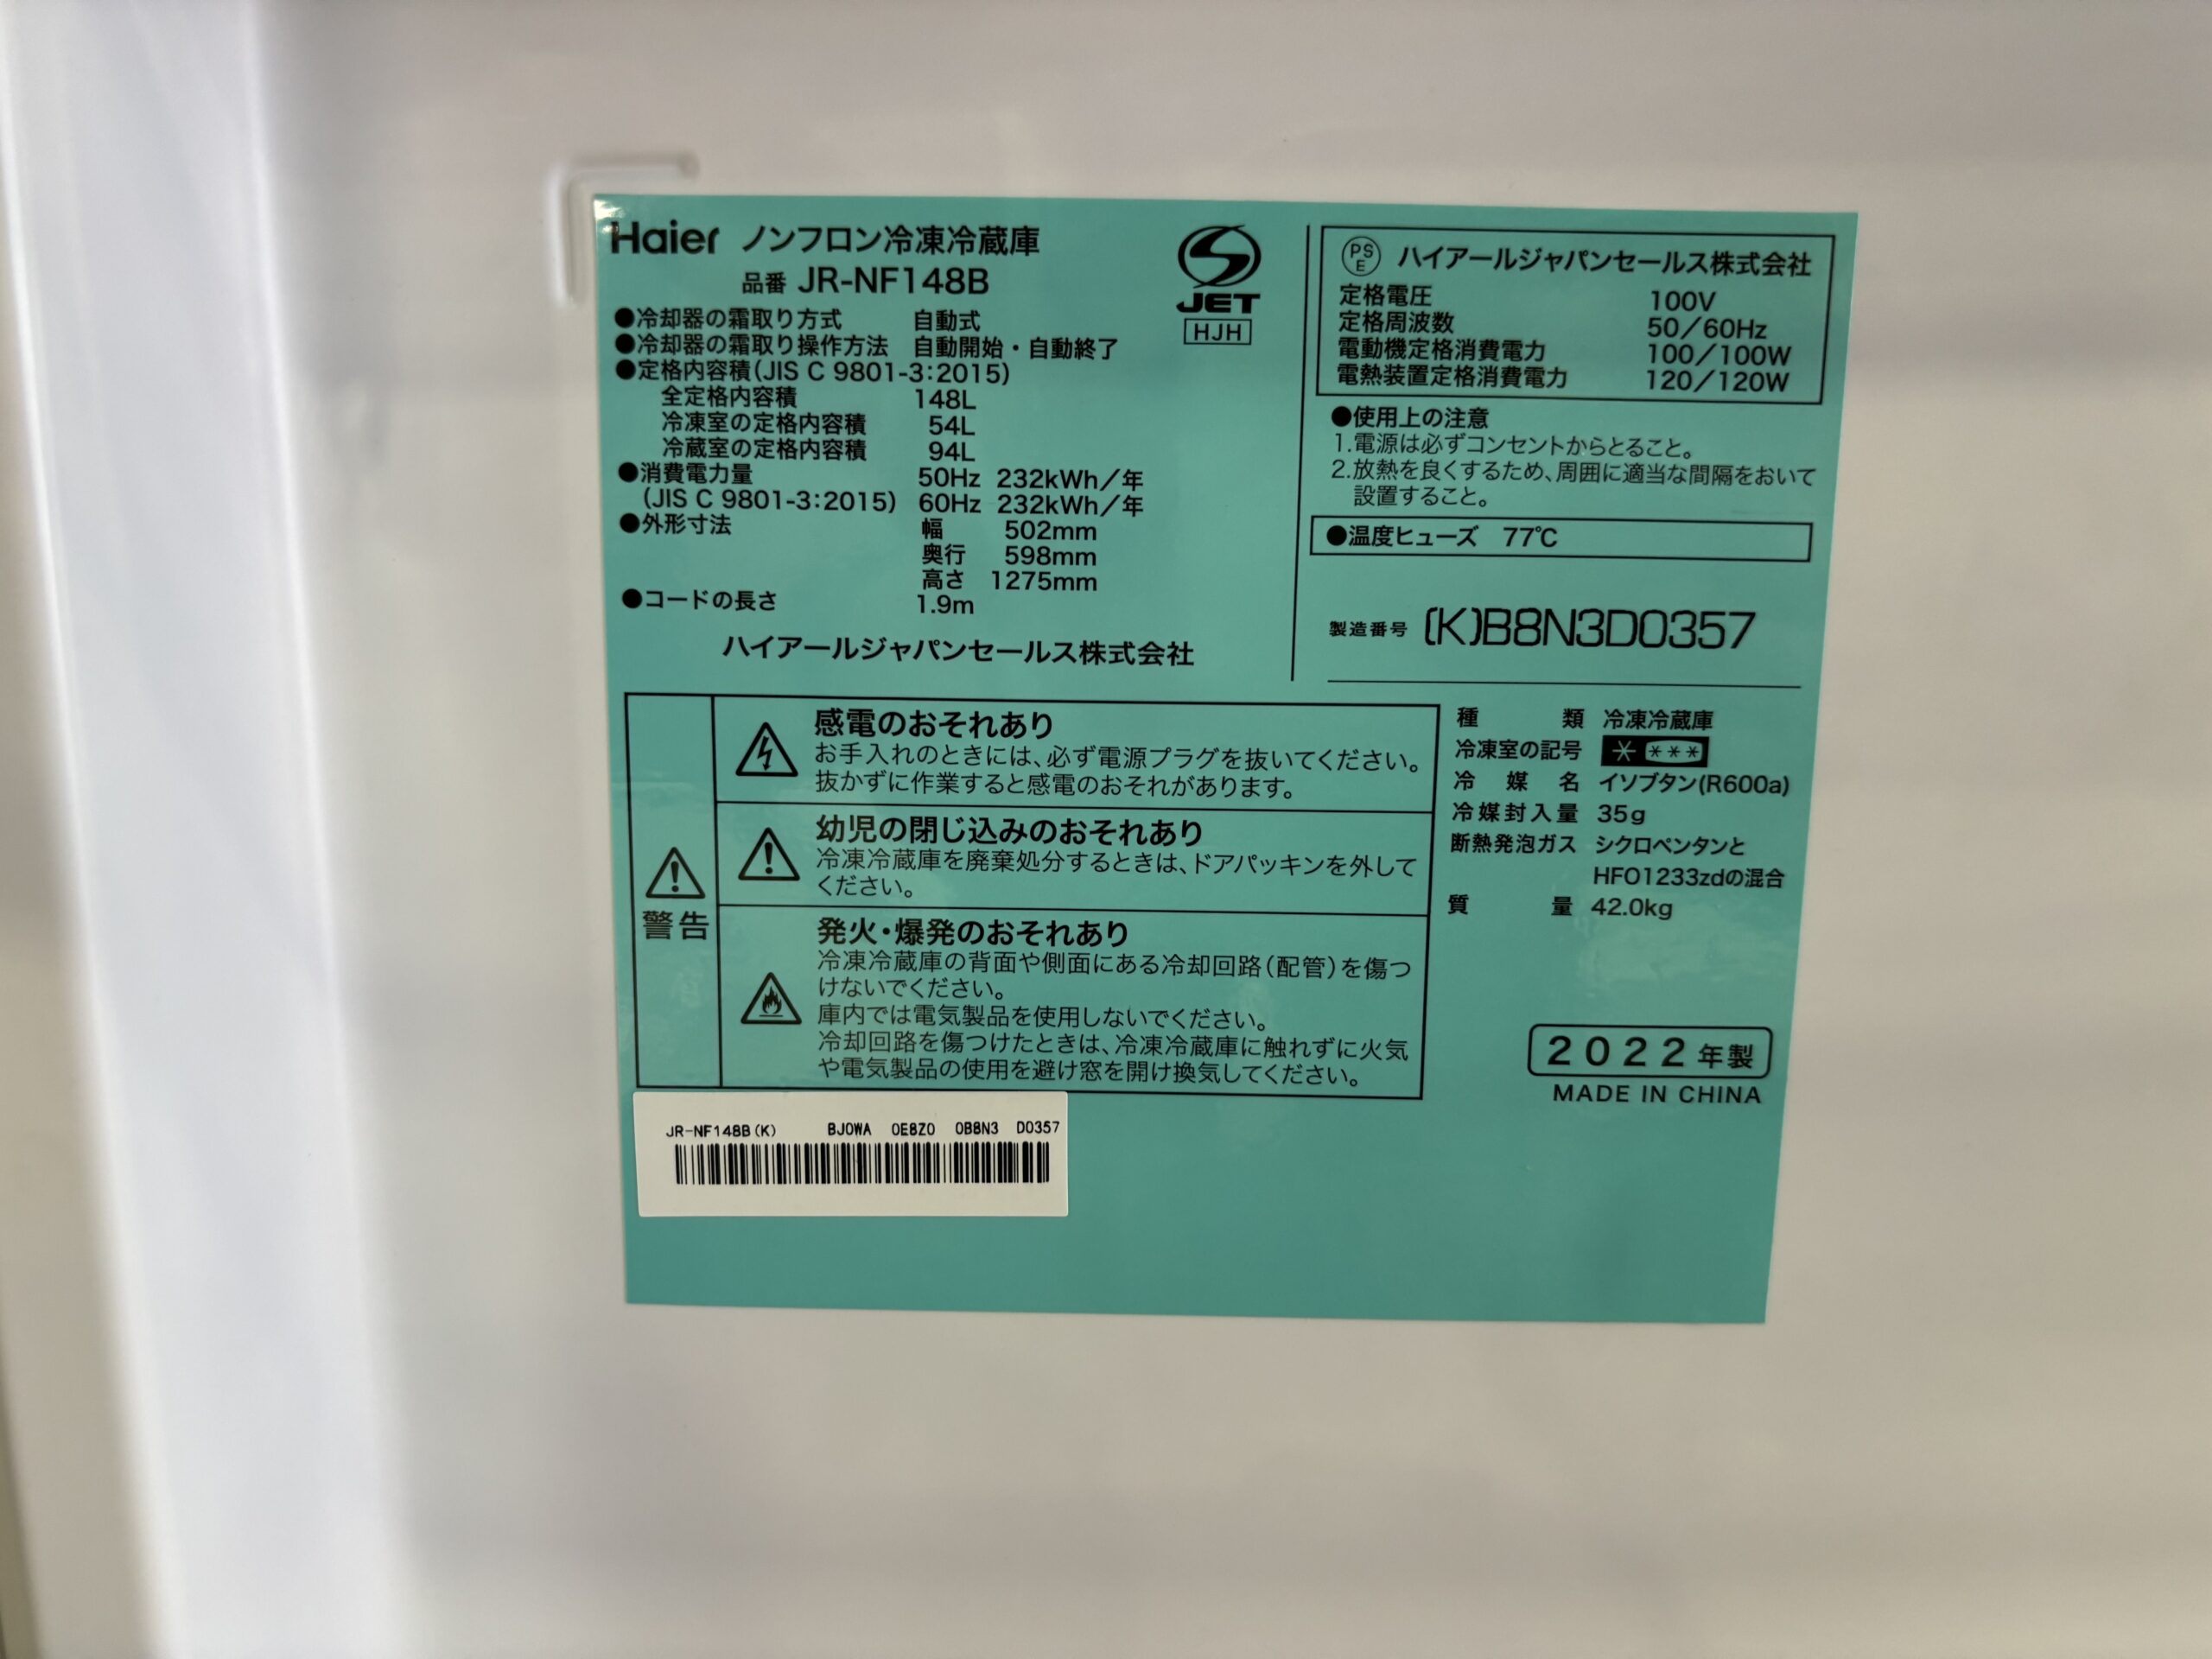 Haier ノンフロン冷凍冷蔵庫
品番 JR-NF148B
●冷却器の霜取り方式 自動式
●冷却器の霜取り操作方法 自動開始・自動終了
●定格内容積(JIS C 9801-3:2015)
全定格内容積 148L
冷凍室の定格内容積 54L
冷蔵室の定格内容積 94L
●消費電力量 50Hz 232kWh/年
(JIS C 9801-3:2015) 60Hz 232kWh/年
●外形寸法 幅 502mm
奥行 598mm
高さ 1275mm
●コードの長さ 1.9m
ハイアールジャパンセールス株式会社
JET
HJH
PS
E
ハイアールジャパンセールス株式会社
定格電圧 100V
定格周波数 50/60Hz
電動機定格消費電力 100/100W
電熱装置定格消費電力 120/120W
●使用上の注意
1.電源は必ずコンセントからとること。
2.放熱を良くするため、周囲に適当な間隔をおいて
設置すること。
●温度ヒューズ 77℃
製造番号 (K)B8N3D0357
警告
感電のおそれあり
お手入れのときには、必ず電源プラグを抜いてください。
抜かずに作業すると感電のおそれがあります。
幼児の閉じ込みのおそれあり
冷凍冷蔵庫を廃棄処分するときは、ドアパッキンを外して
ください。
発火・爆発のおそれあり
冷凍冷蔵庫の背面や側面にある冷却回路(配管)を傷つ
けないでください。
庫内では電気製品を使用しないでください。
冷却回路を傷つけたときは、冷凍冷蔵庫に触れずに火気
や電気製品の使用を避け窓を開け換気してください。
種類 冷凍冷蔵庫
冷凍室の記号 * ***
冷媒名 イソブタン(R600a)
冷媒封入量 35g
断熱発泡ガス シクロペンタンと
HFO1233zdの混合
質量 42.0kg
2022年製
MADE IN CHINA
JR-NF148B(K) BJ0WA 0E8Z0 0B8N3 D0357